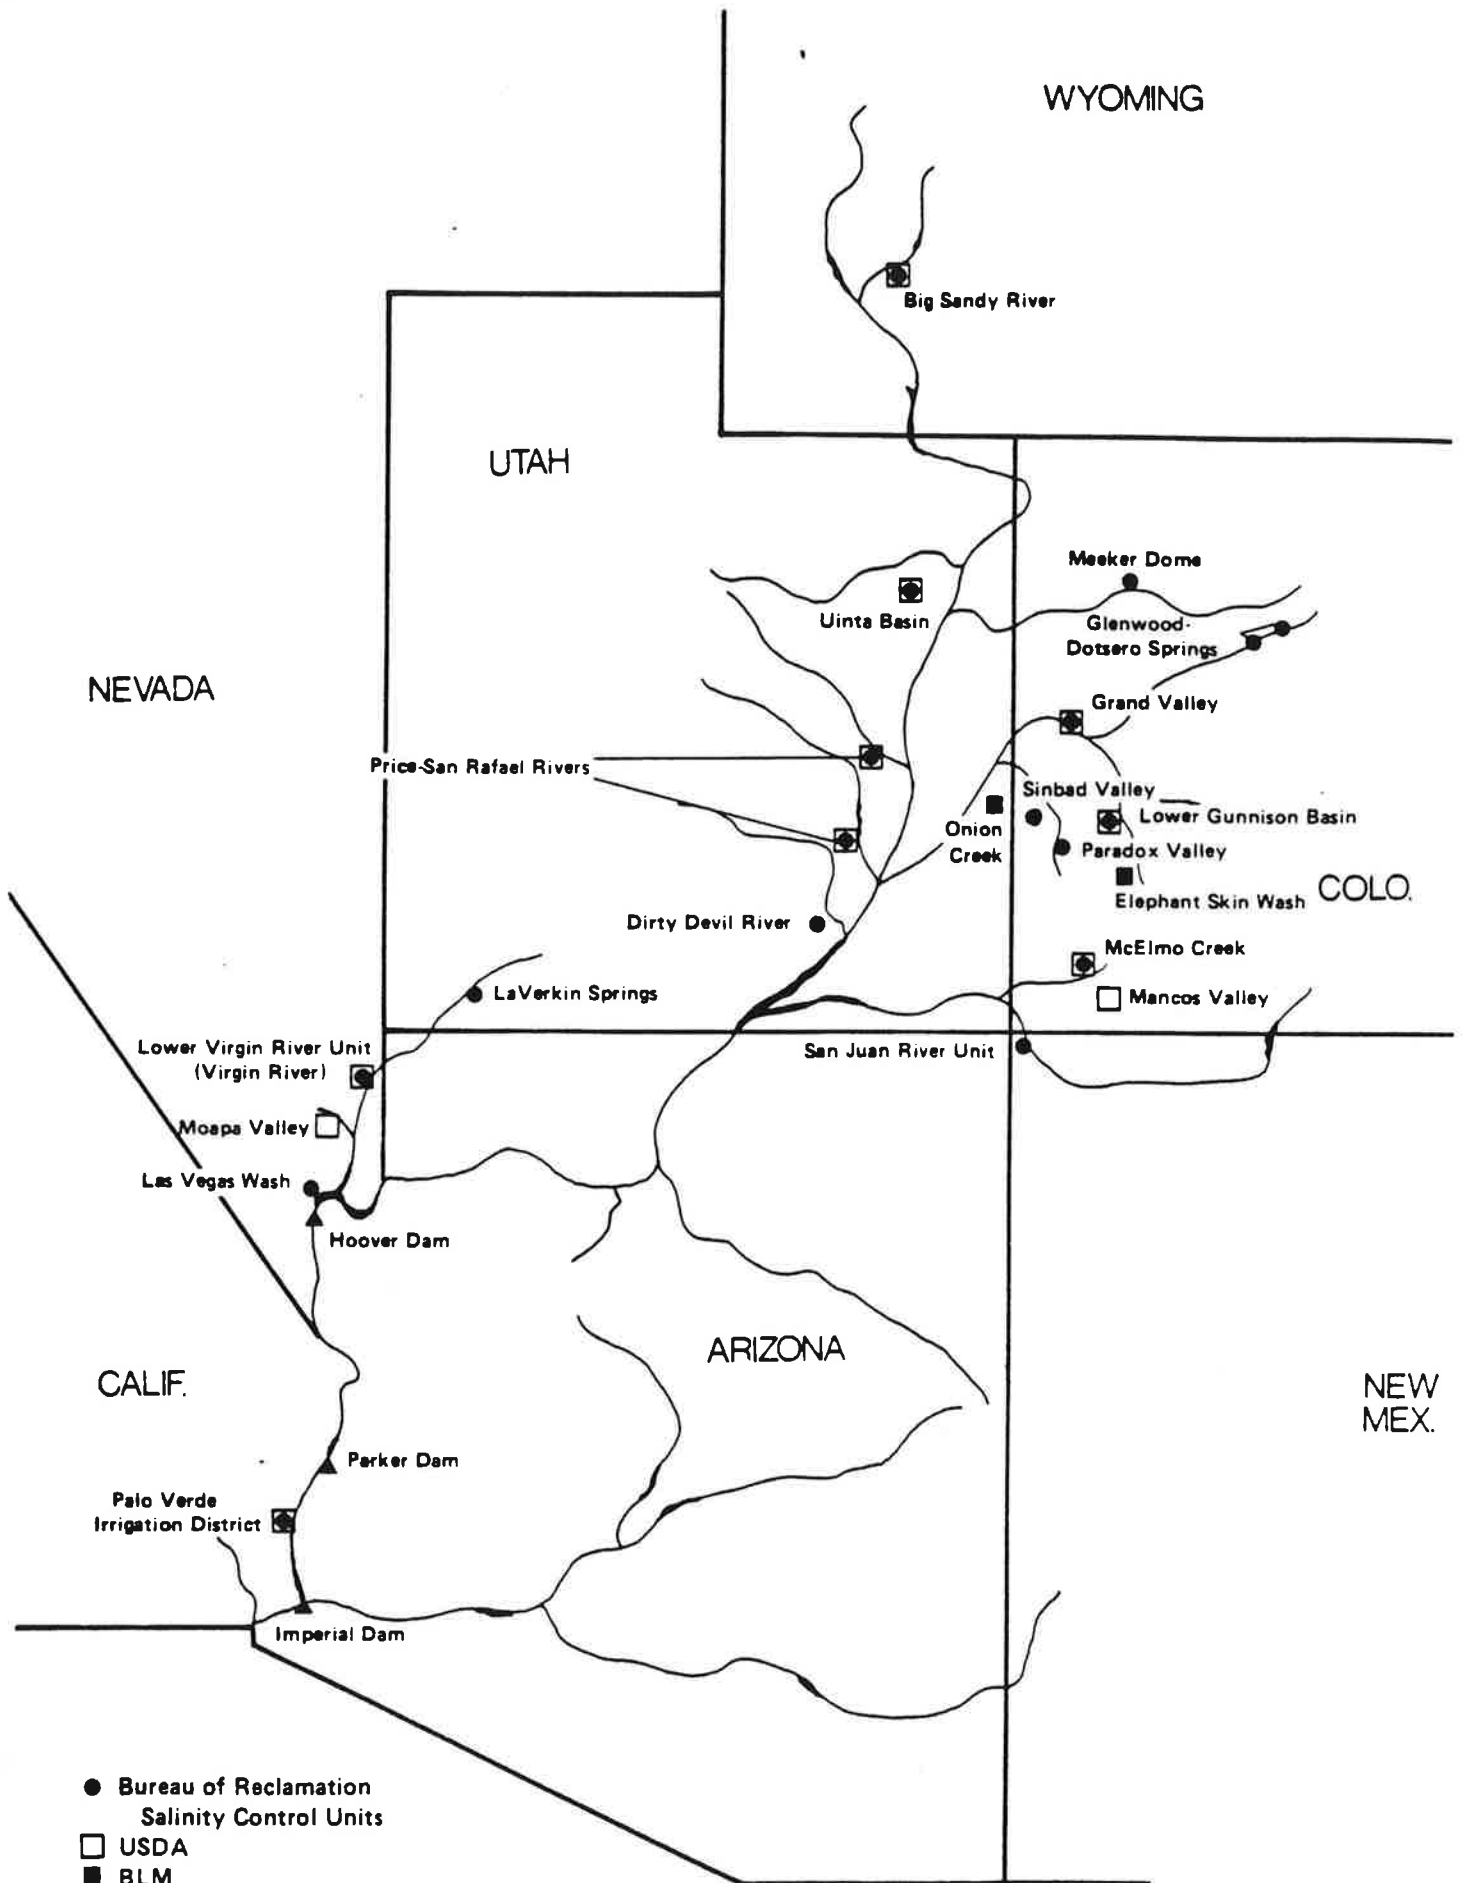 WYOMING
Big Sandy River
UTAH
Meeker Dome
Uinta Basin
Glenwood-
Dotsero Springs
NEVADA
Grand Valley
Price-San Rafael Rivers
Sinbad Valley
Onion
Creek
Lower Gunnison Basin
Paradox Valley
COLO.
Elephant Skin Wash
Dirty Devil River
McElmo Creek
LaVerkin Springs
Mancos Valley
Lower Virgin River Unit
(Virgin River)
San Juan River Unit
Moapa Valley
Las Vegas Wash
Hoover Dam
ARIZONA
CALIF.
NEW
MEX.
Parker Dam
Palo Verde
Irrigation District
Imperial Dam
Bureau of Reclamation
Salinity Control Units
USDA
BLM